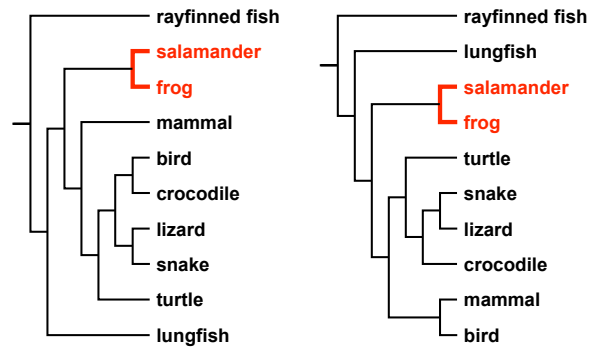 rayfinned fish
salamander
frog
mammal
bird
crocodile
lizard
snake
turtle
lungfish
rayfinned fish
lungfish
salamander
frog
turtle
snake
lizard
crocodile
mammal
bird